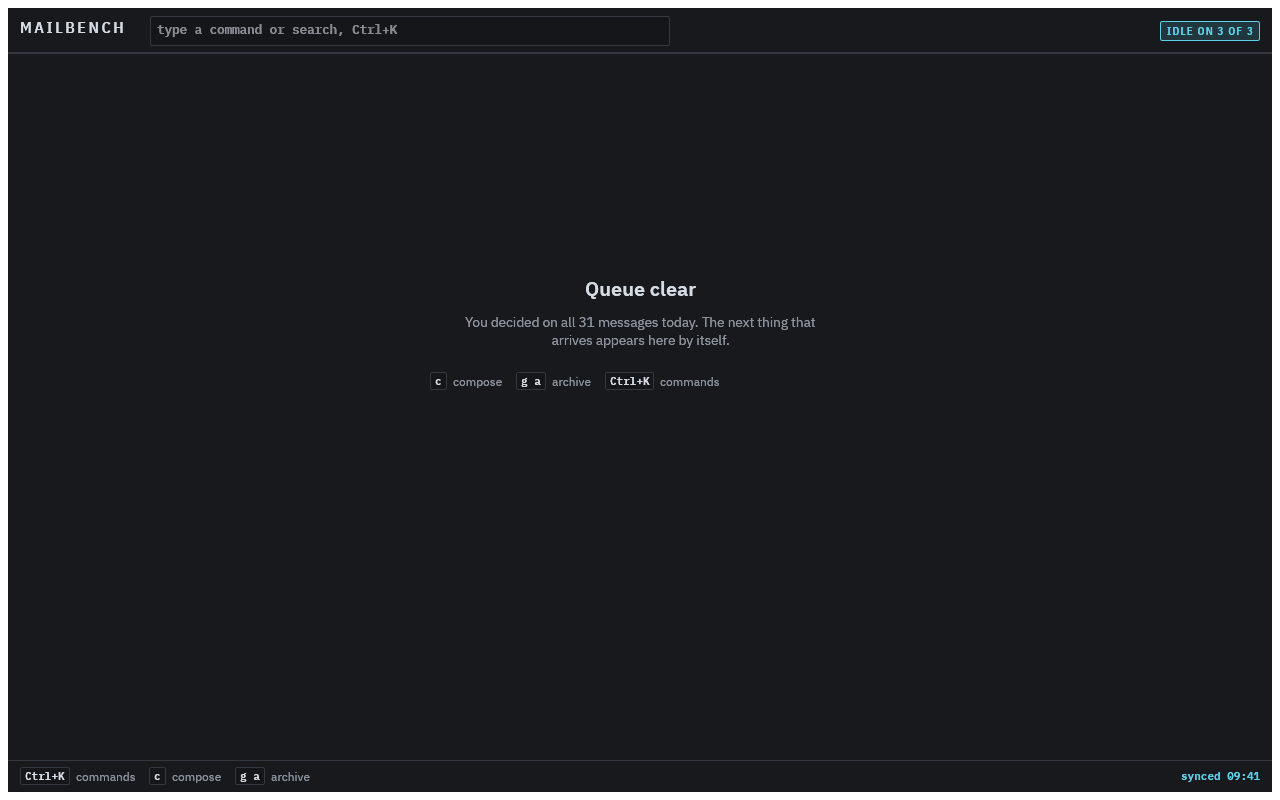 MAILBENCH
type a command or search, Ctrl+K
IDLE ON 3 OF 3
Queue clear
You decided on all 31 messages today. The next thing that
arrives appears here by itself.
c compose g a archive Ctrl+K commands
Ctrl+K commands c compose g a archive
synced 09:41